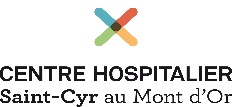 CENTRE HOSPITALIER
Saint-Cyr au Mont d'Or